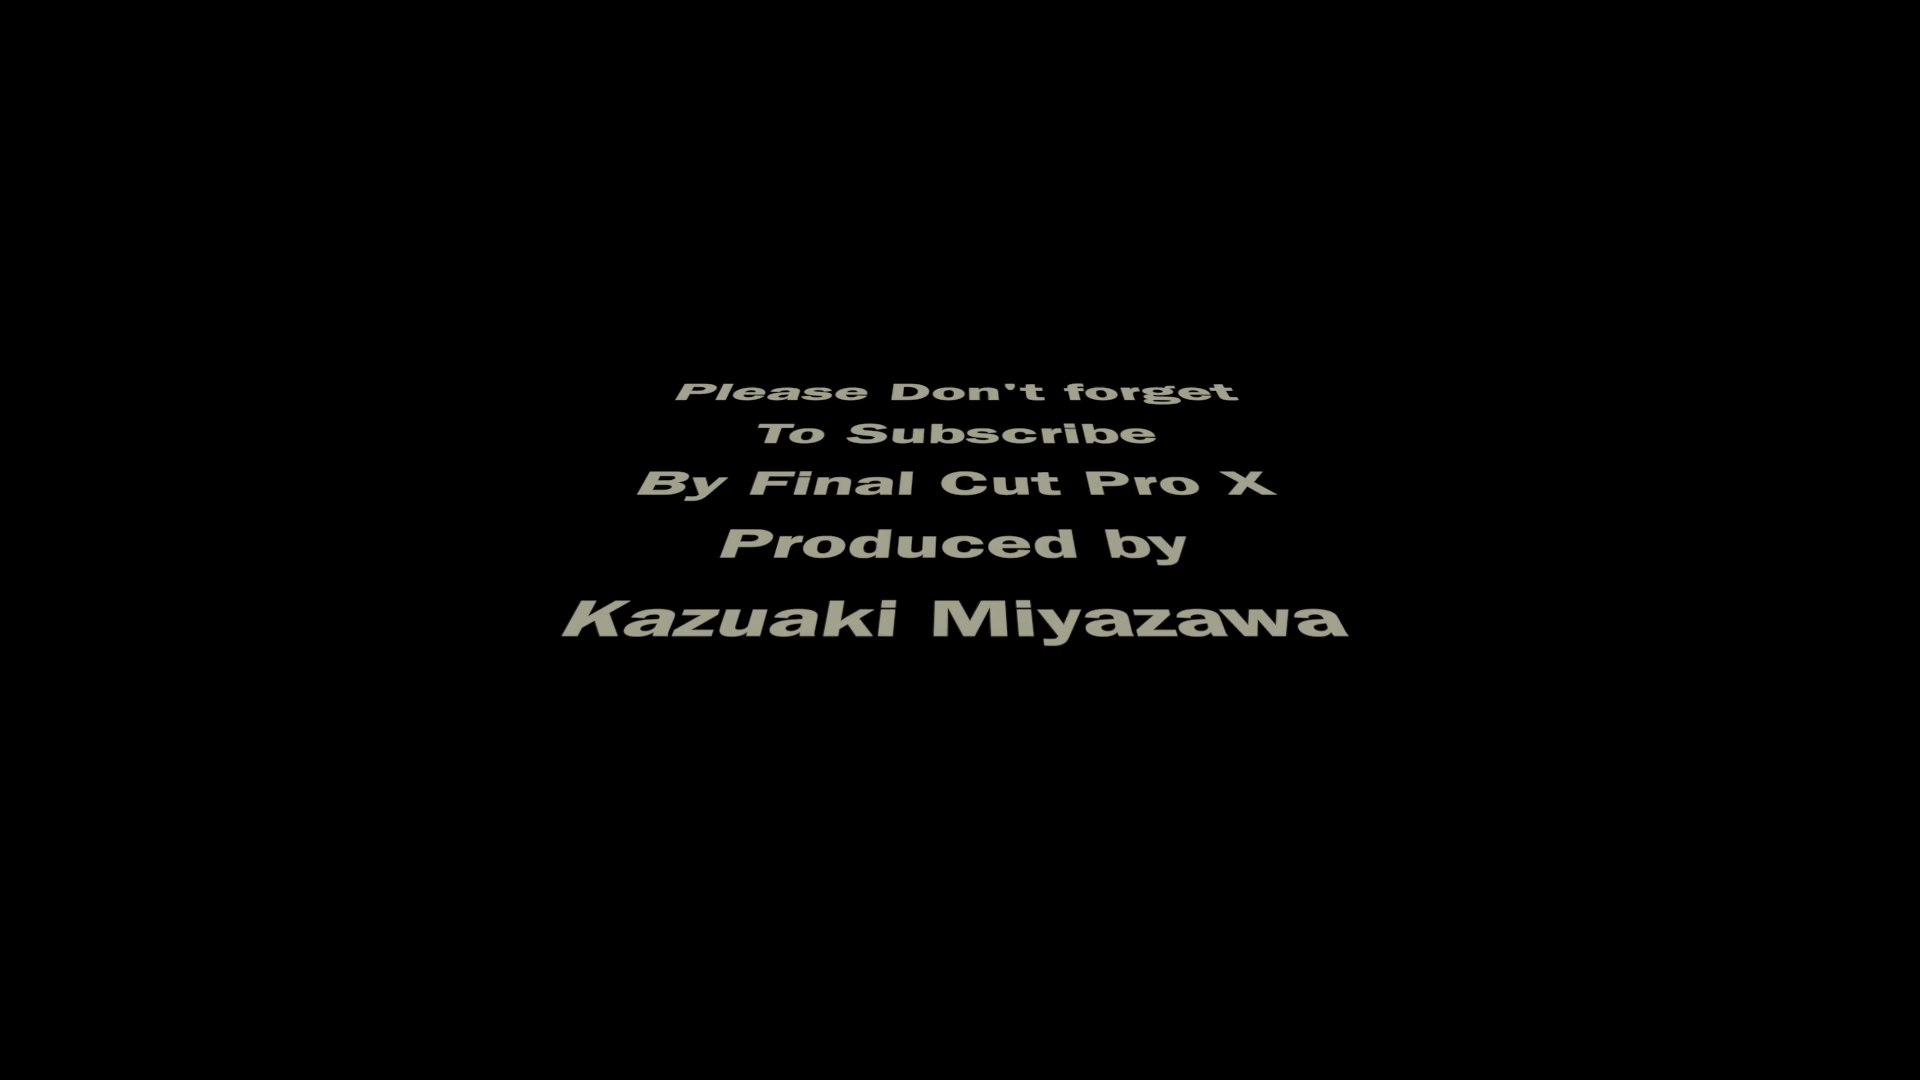 Please Don't forget
To Subscribe
By Final Cut Pro X
Produced by
Kazuaki Miyazawa